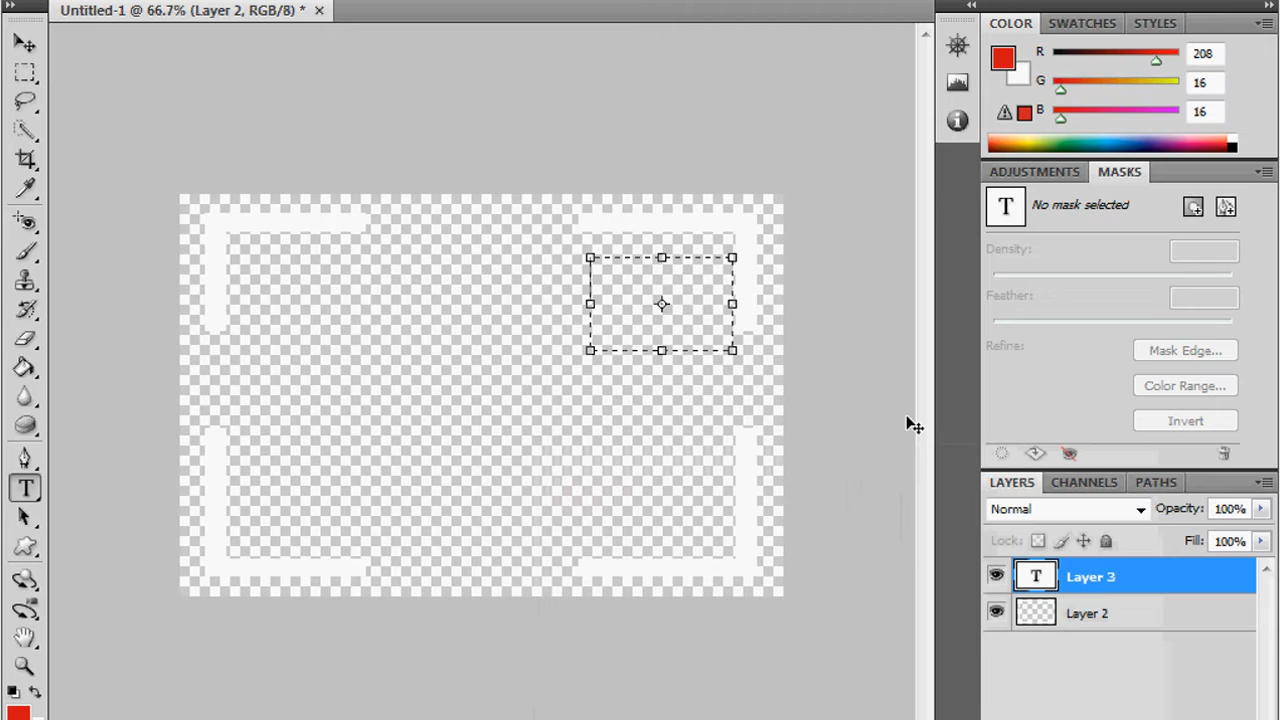 Untitled-1 @ 66.7% (Layer 2, RGB/8) * ×
COLOR SWATCHES STYLES
R 208
G 16
B 16
ADJUSTMENTS MASKS
T No mask selected
Density:
Feather:
Refine: Mask Edge...
Color Range...
Invert
LAYERS CHANNELS PATHS
Normal Opacity: 100%
Lock: Fill: 100%
T Layer 3
Layer 2